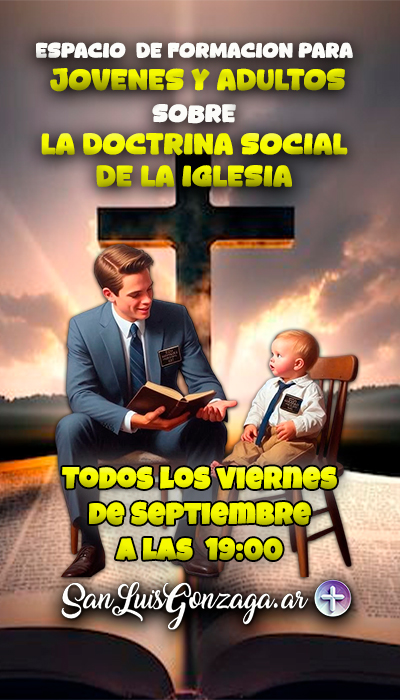 ESPACIO DE FORMACION PARA
JOVENES Y ADULTOS
SOBRE
LA DOCTRINA SOCIAL
DE LA IGLESIA
TODOS LOS VIERNES
DE SEPTIEMBRE
A LAS 19:00
SanLuisGonzaga.ar